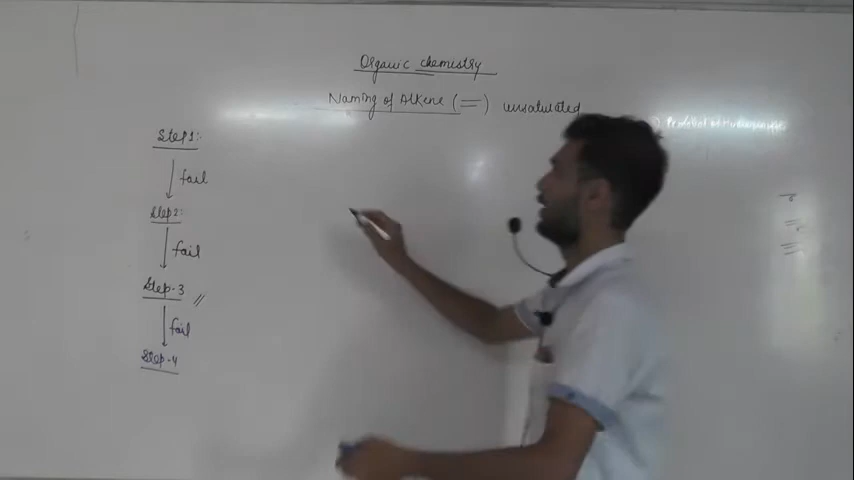 Organic chemistry
Naming of Alkene (=) unsaturated
Step1:-
fail
Step2:
fail
Step-3 //
fail
Step-4